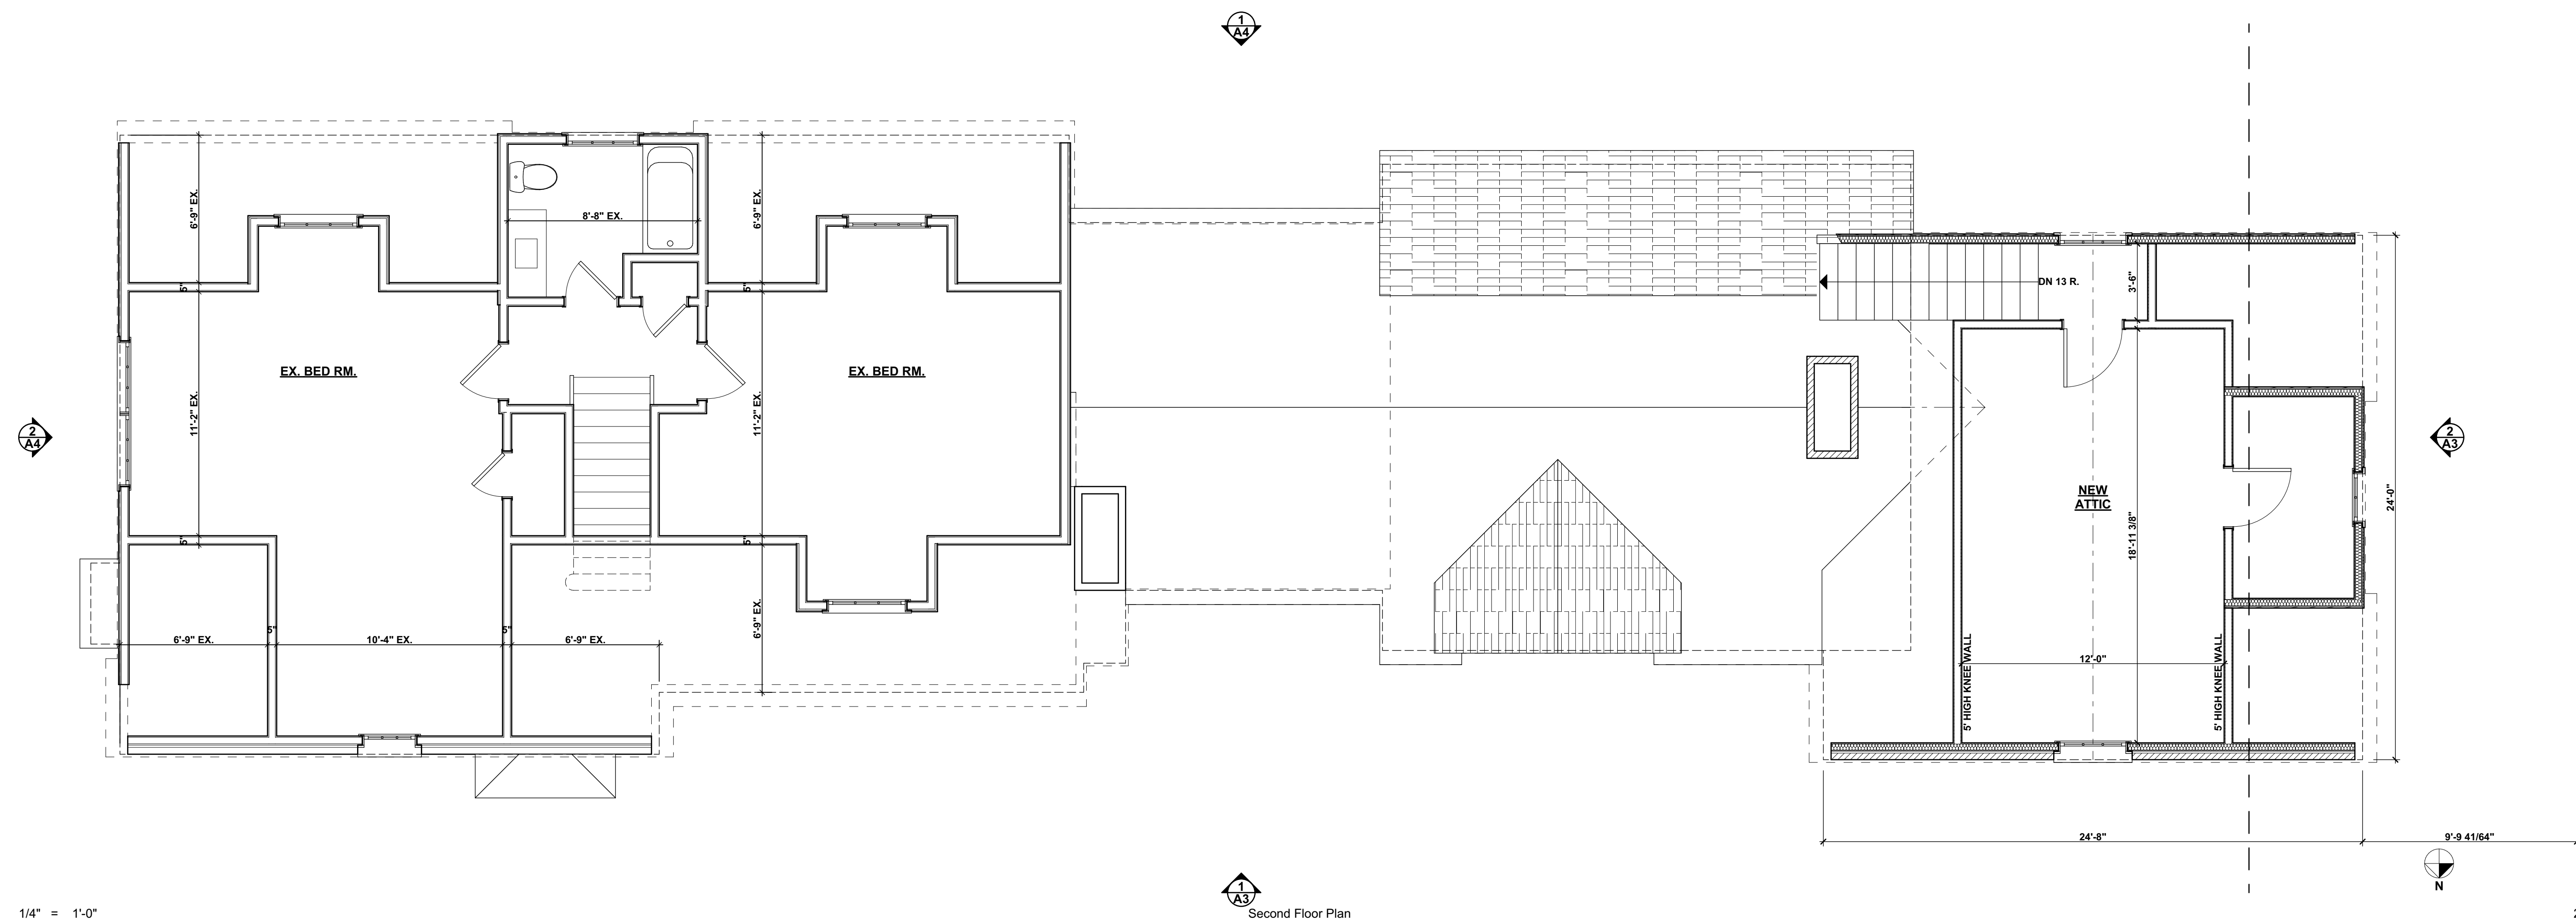 1
A4
6'-9" EX.
6'-9" EX.
8'-8" EX.
DN 13 R.
3'-6"
5"
5"
EX. BED RM.
EX. BED RM.
11'-2" EX.
11'-2" EX.
2
A4
2
A3
NEW
ATTIC
24'-0"
18'-11 3/8"
5"
5"
6'-9" EX.
5"
10'-4" EX.
5"
6'-9" EX.
6'-9" EX.
5' HIGH KNEE WALL
12'-0"
5' HIGH KNEE WALL
24'-8"
9'-9 41/64"
N
1
A3
1/4" = 1'-0"
Second Floor Plan